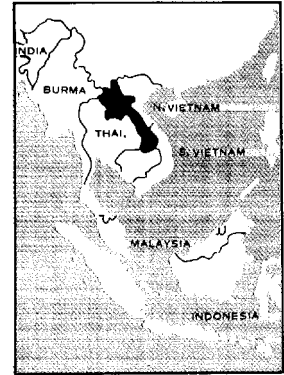 INDIA
BURMA
N. VIETNAM
THAI.
S. VIETNAM
MALAYSIA
INDONESIA